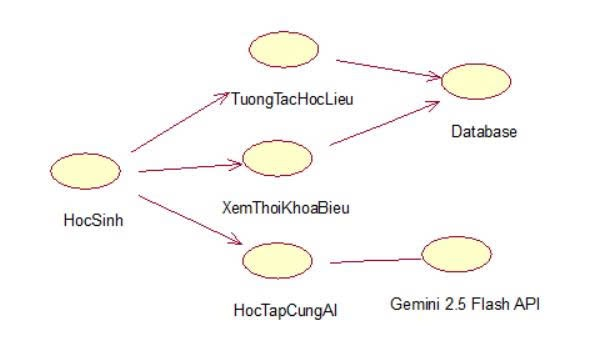 TuongTacHocLieu
Database
XemThoiKhoaBieu
HocSinh
HocTapCungAI
Gemini 2.5 Flash API